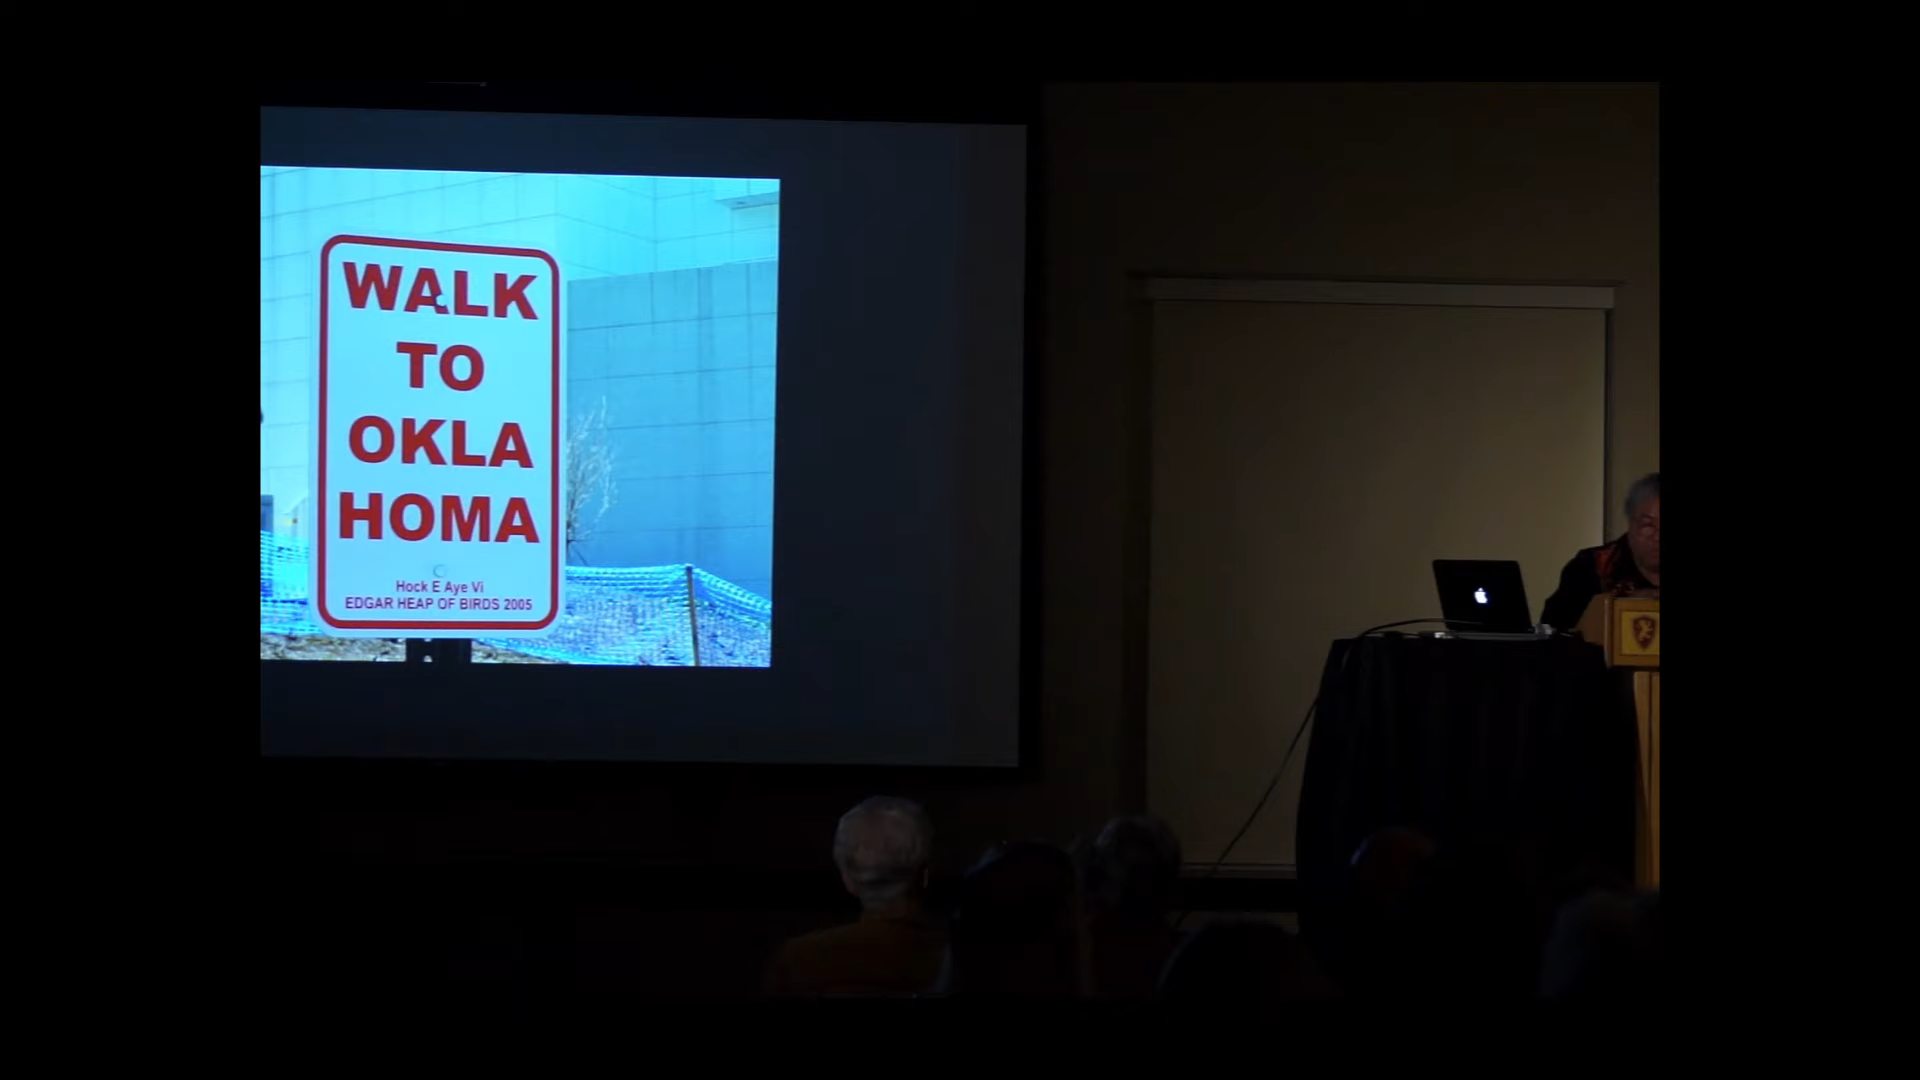 WALK
TO
OKLA
HOMA
Hock E Aye Vi
EDGAR HEAP OF BIRDS 2005